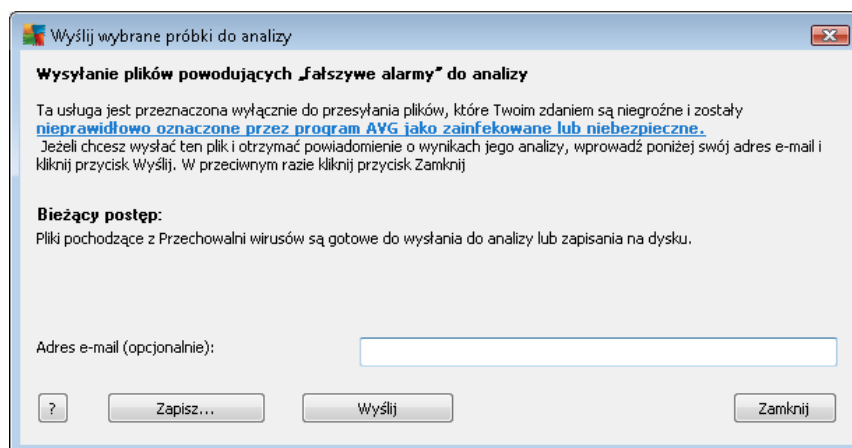 Wyślij wybrane próbki do analizy
Wysyłanie plików powodujących „fałszywe alarmy” do analizy
Ta usługa jest przeznaczona wyłącznie do przesyłania plików, które Twoim zdaniem są niegroźne i zostały
nieprawidłowo oznaczone przez program AVG jako zainfekowane lub niebezpieczne.
Jeżeli chcesz wysłać ten plik i otrzymać powiadomienie o wynikach jego analizy, wprowadź poniżej swój adres e-mail i
kliknij przycisk Wyślij. W przeciwnym razie kliknij przycisk Zamknij
Bieżący postęp:
Pliki pochodzące z Przechowalni wirusów są gotowe do wysłania do analizy lub zapisania na dysku.
Adres e-mail (opcjonalnie):
? Zapisz... Wyślij Zamknij